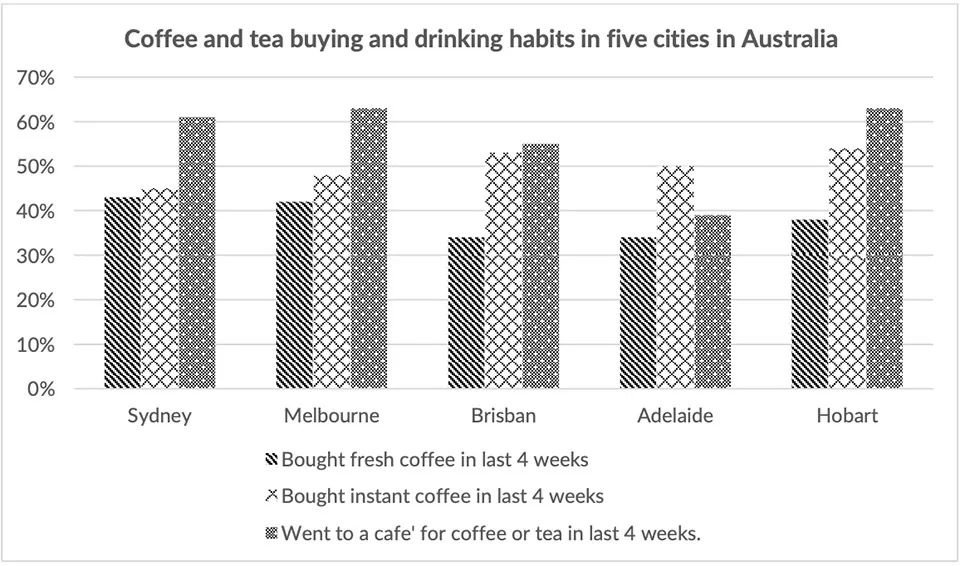 Coffee and tea buying and drinking habits in five cities in Australia
70%
60%
50%
40%
30%
20%
10%
0%
Sydney Melbourne Brisban Adelaide Hobart
Bought fresh coffee in last 4 weeks
Bought instant coffee in last 4 weeks
Went to a cafe' for coffee or tea in last 4 weeks.